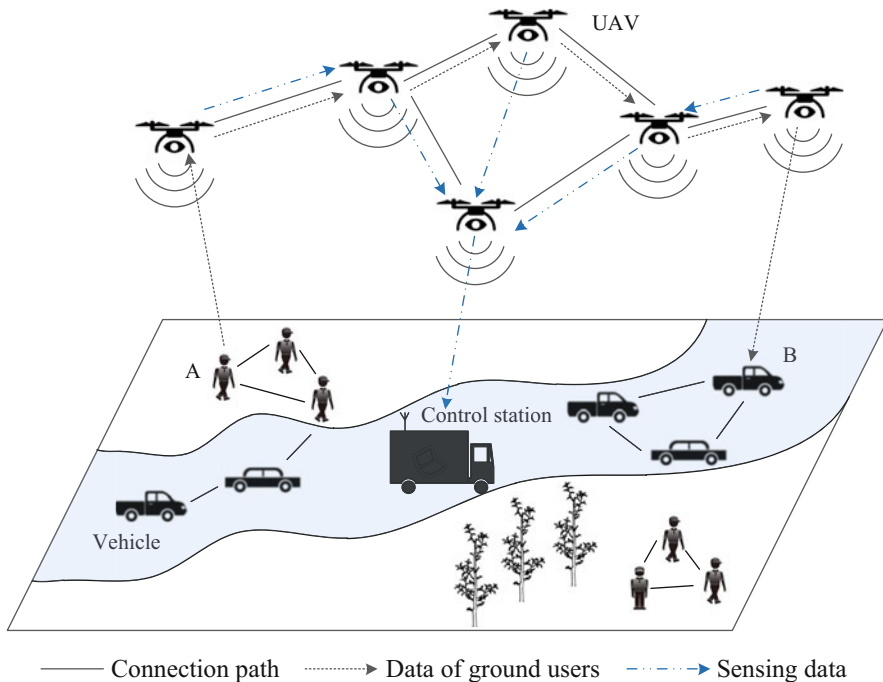 UAV
A
B
Control station
Vehicle
Connection path
Data of ground users
Sensing data